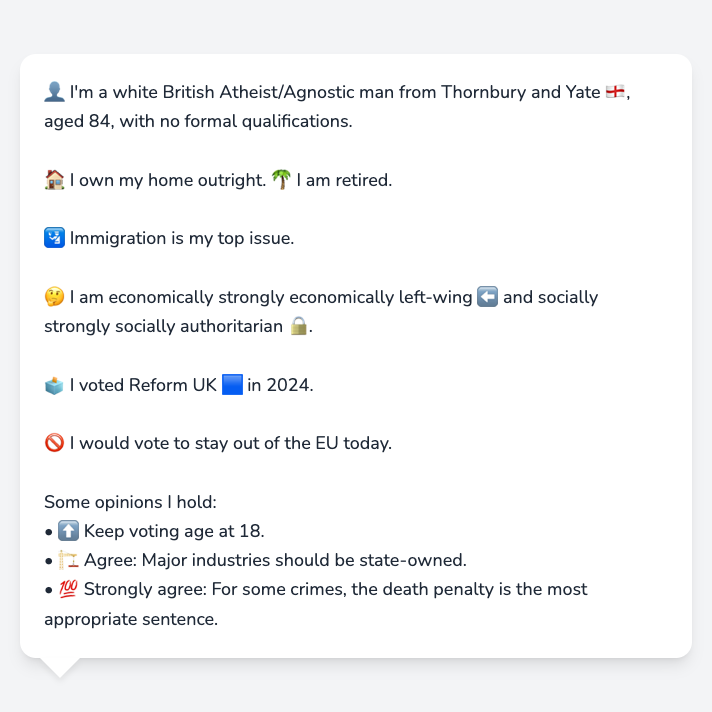 👤 I'm a white British Atheist/Agnostic man from Thornbury and Yate 🏴󠁧󠁢󠁥󠁮󠁧󠁿,
aged 84, with no formal qualifications.
🏠 I own my home outright. 🌴 I am retired.
🛂 Immigration is my top issue.
🤔 I am economically strongly economically left-wing ⬅️ and socially
strongly socially authoritarian 🔒.
🗳️ I voted Reform UK 🟦 in 2024.
🚫 I would vote to stay out of the EU today.
Some opinions I hold:
• ⬆️ Keep voting age at 18.
• 🏗️ Agree: Major industries should be state-owned.
• 💯 Strongly agree: For some crimes, the death penalty is the most
appropriate sentence.